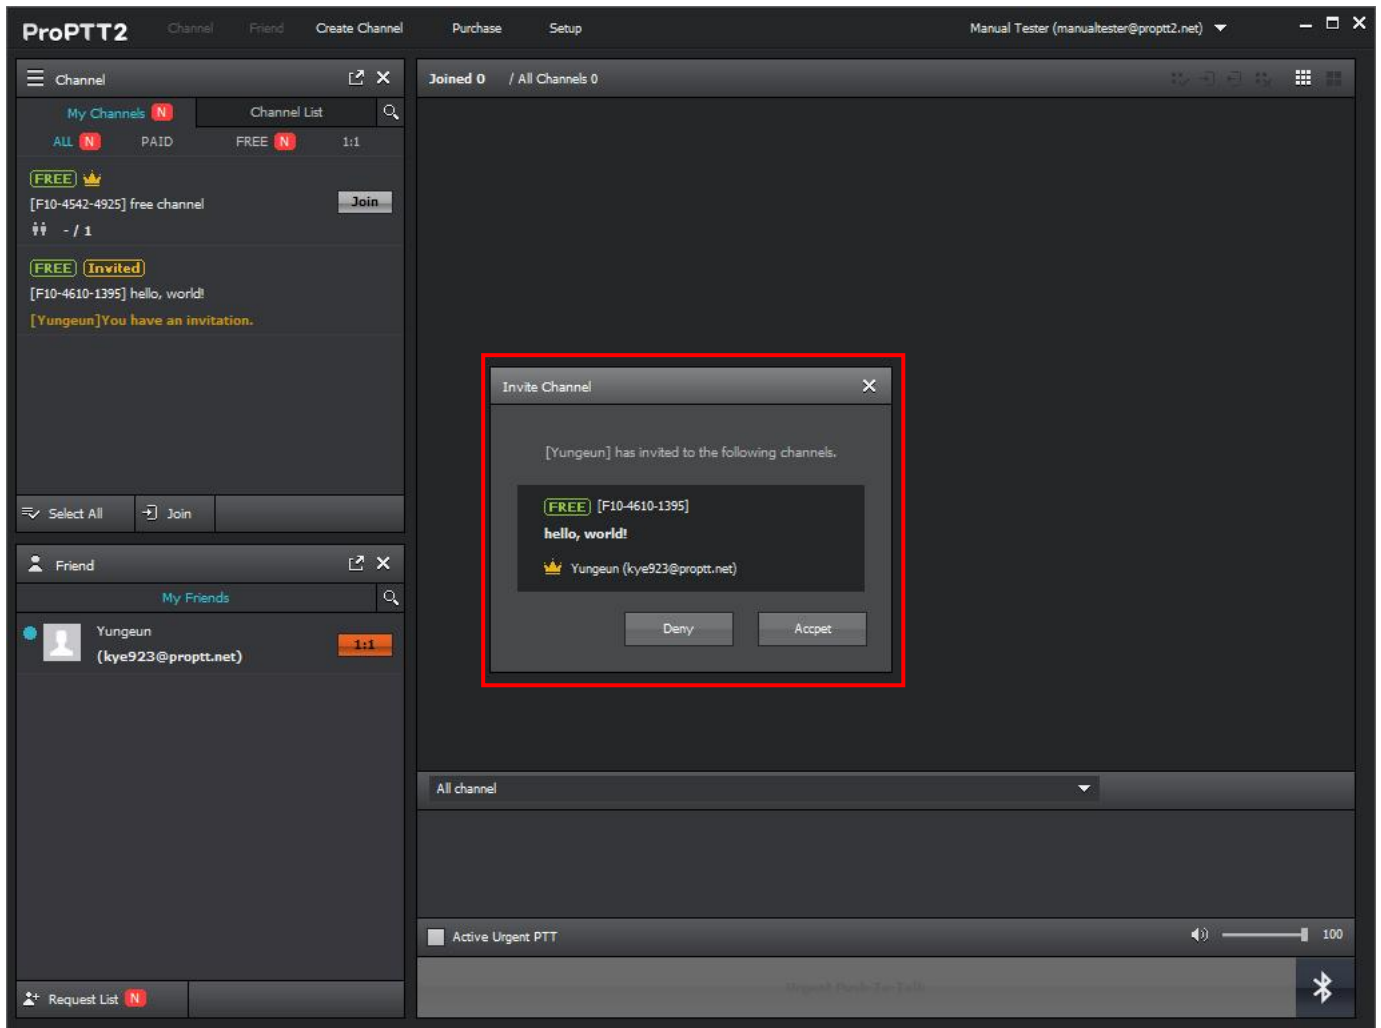 ProPTT2 Channel Friend Create Channel Purchase Setup Manual Tester (manualtester@proptt2.net)
Channel
My Channels N Channel List
ALL N PAID FREE N 1:1
FREE
[F10-4542-4925] free channel Join
- / 1
FREE Invited
[F10-4610-1395] hello, world!
[Yungeun]You have an invitation.
Select All Join
Friend
My Friends
Yungeun
(kye923@proptt.net) 1:1
Request List N
Joined 0 / All Channels 0
Invite Channel
[Yungeun] has invited to the following channels.
FREE [F10-4610-1395]
hello, world!
Yungeun (kye923@proptt.net)
Deny Accpet
All channel
Active Urgent PTT 100
Urgent Push-To-Talk